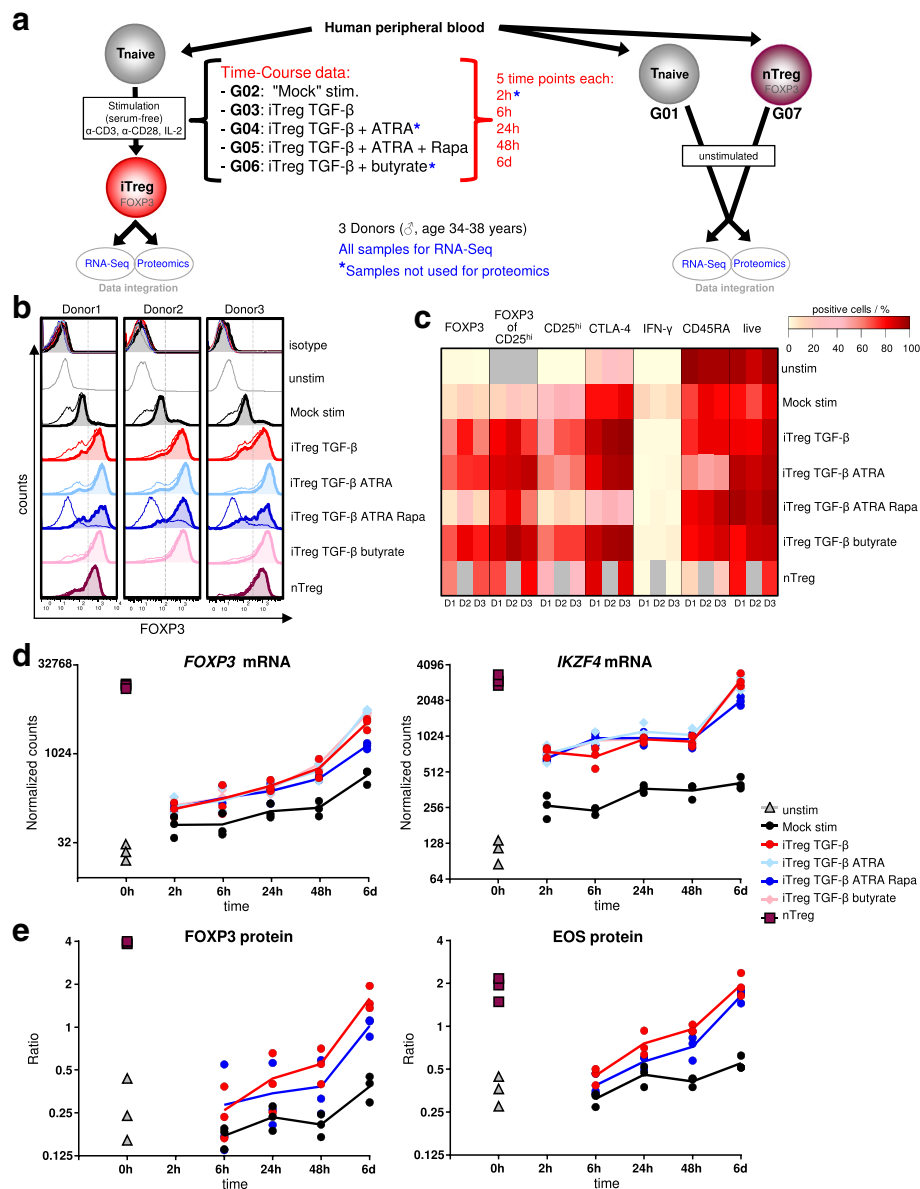 a
Human peripheral blood
Tnaive
Stimulation
(serum-free)
α-CD3, α-CD28, IL-2
iTreg
FOXP3
RNA-Seq Proteomics
Data integration
Time-Course data:
- G02: "Mock" stim.
- G03: iTreg TGF-β
- G04: iTreg TGF-β + ATRA*
- G05: iTreg TGF-β + ATRA + Rapa
- G06: iTreg TGF-β + butyrate*
5 time points each:
2h*
6h
24h
48h
6d
3 Donors (♂, age 34-38 years)
All samples for RNA-Seq
*Samples not used for proteomics
Tnaive
G01
nTreg
FOXP3
G07
unstimulated
RNA-Seq Proteomics
Data integration
b
Donor1 Donor2 Donor3
isotype
unstim
Mock stim
iTreg TGF-β
iTreg TGF-β ATRA
iTreg TGF-β ATRA Rapa
iTreg TGF-β butyrate
nTreg
counts
FOXP3
c
positive cells / %
0 20 40 60 80 100
FOXP3 FOXP3 of CD25hi CD25hi CTLA-4 IFN-γ CD45RA live
unstim
Mock stim
iTreg TGF-β
iTreg TGF-β ATRA
iTreg TGF-β ATRA Rapa
iTreg TGF-β butyrate
nTreg
D1 D2 D3 D1 D2 D3 D1 D2 D3 D1 D2 D3 D1 D2 D3 D1 D2 D3 D1 D2 D3
d
FOXP3 mRNA
Normalized counts
32768
1024
32
0h 2h 6h 24h 48h 6d
time
IKZF4 mRNA
Normalized counts
4096
2048
1024
512
256
128
64
0h 2h 6h 24h 48h 6d
time
unstim
Mock stim
iTreg TGF-β
iTreg TGF-β ATRA
iTreg TGF-β ATRA Rapa
iTreg TGF-β butyrate
nTreg
e
FOXP3 protein
Ratio
4
2
1
0.5
0.25
0.125
0h 2h 6h 24h 48h 6d
time
EOS protein
Ratio
4
2
1
0.5
0.25
0.125
0h 2h 6h 24h 48h 6d
time